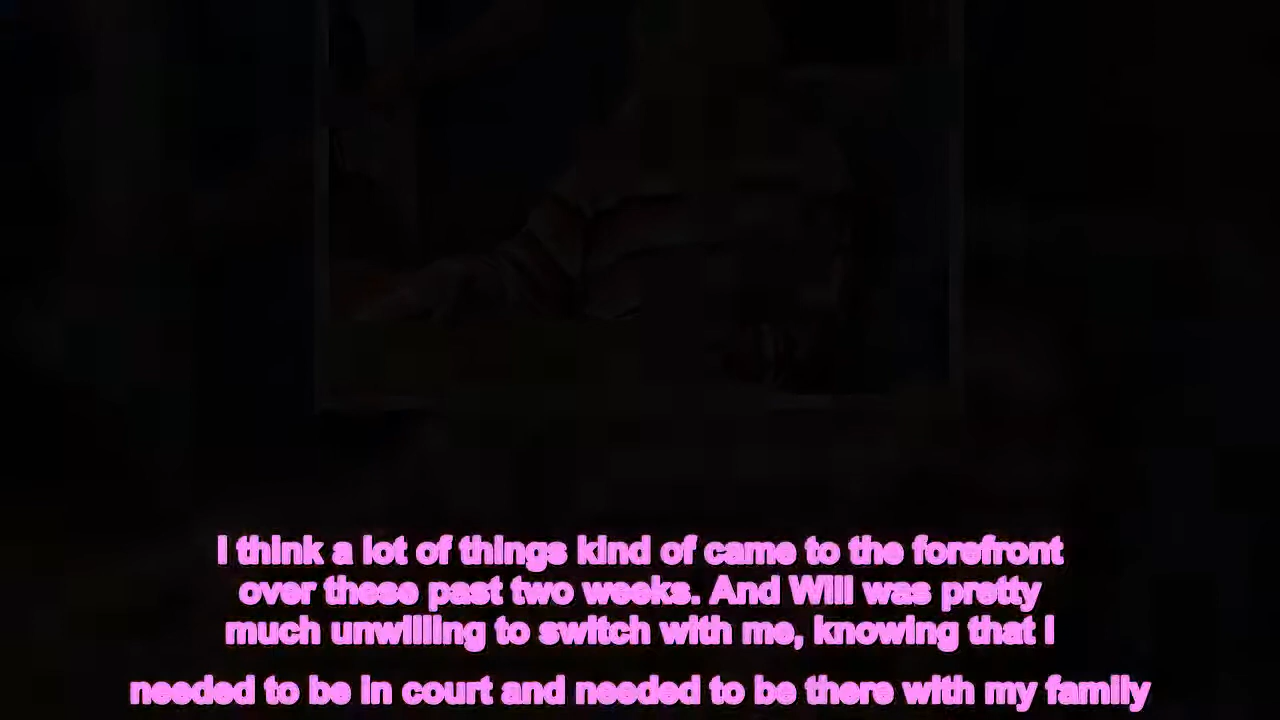 I think a lot of things kind of came to the forefront
over these past two weeks. And Will was pretty
much unwilling to switch with me, knowing that I
needed to be in court and needed to be there with my family